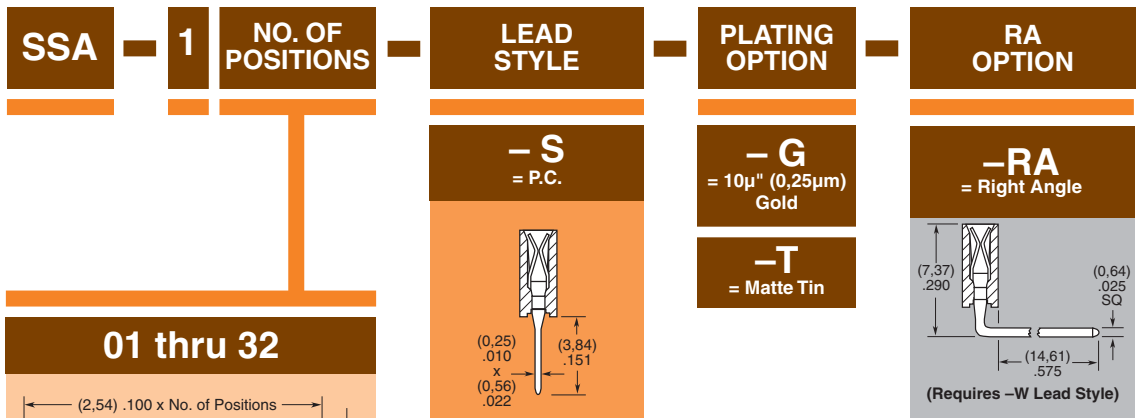 SSA
1
NO. OF
POSITIONS
LEAD
STYLE
PLATING
OPTION
RA
OPTION
– S
= P.C.
– G
= 10µ" (0,25µm)
Gold
–T
= Matte Tin
–RA
= Right Angle
(7,37)
.290
(0,64)
.025
SQ
(14,61)
.575
(Requires –W Lead Style)
(0,25)
.010
x
(0,56)
.022
(3,84)
.151
01 thru 32
(2,54) .100 x No. of Positions